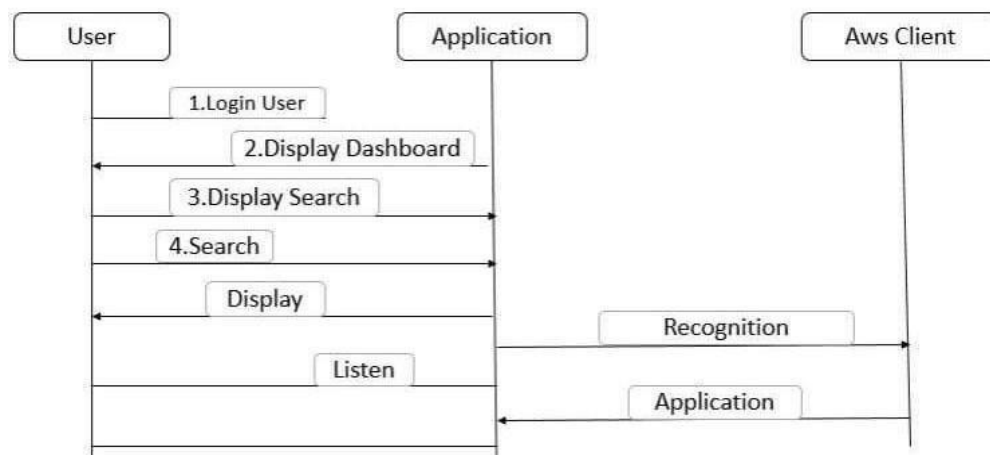 User
Application
Aws Client
1.Login User
2.Display Dashboard
3.Display Search
4.Search
Display
Recognition
Listen
Application